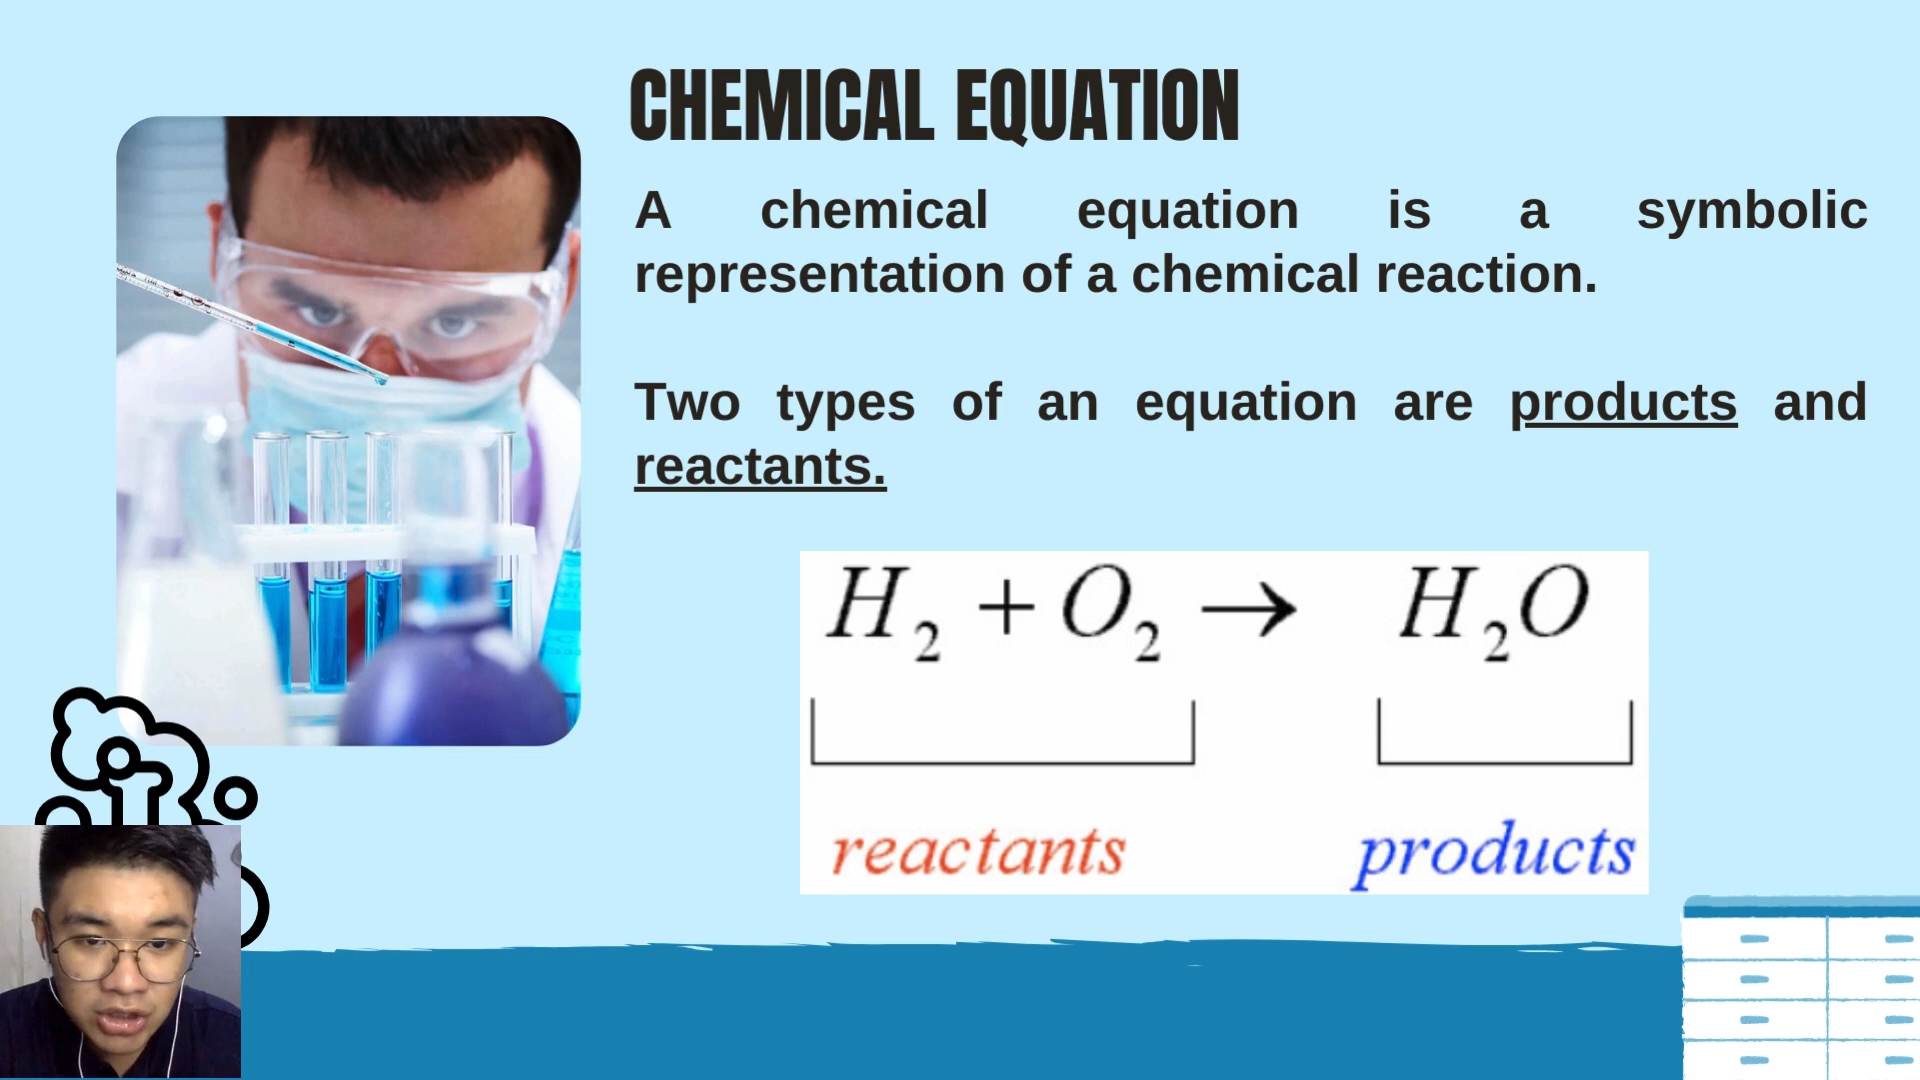 CHEMICAL EQUATION
A chemical equation is a symbolic
representation of a chemical reaction.
Two types of an equation are products and
reactants.
H₂ + O₂ → H₂O
reactants products